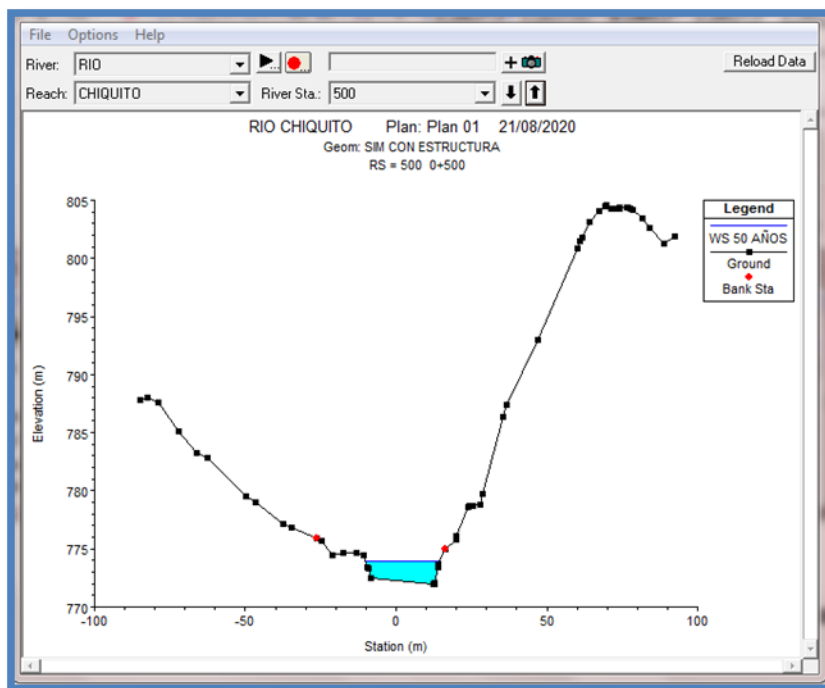 File Options Help
River: RIO
Reload Data
Reach: CHIQUITO River Sta.: 500
RIO CHIQUITO Plan: Plan 01 21/08/2020
Geom: SIM CON ESTRUCTURA
RS = 500 0+500
805
800
795
790
785
780
775
770
Elevation (m)
-100 -50 0 50 100
Station (m)
Legend
WS 50 AÑOS
Ground
Bank Sta